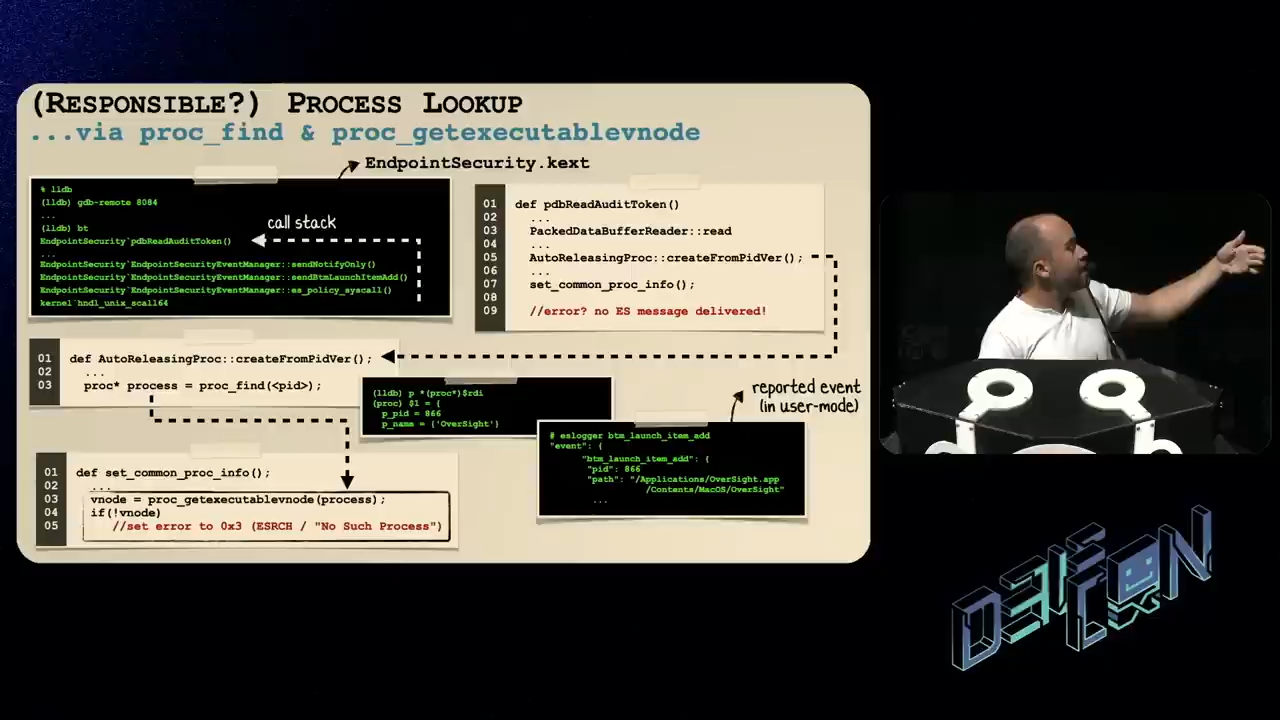 (Responsible?) Process Lookup
...via proc_find & proc_getexecutablevnode
EndpointSecurity.kext
% lldb
(lldb) gdb-remote 8084
...
(lldb) bt
EndpointSecurity`pdbReadAuditToken()
...
EndpointSecurity`EndpointSecurityEventManager::sendNotifyOnly()
EndpointSecurity`EndpointSecurityEventManager::sendBtmLaunchItemAdd()
EndpointSecurity`EndpointSecurityEventManager::es_policy_syscall()
kernel`hndl_unix_scall64
call stack
01 def pdbReadAuditToken()
02 ...
03 PackedDataBufferReader::read
04 ...
05 AutoReleasingProc::createFromPidVer();
06 ...
07 set_common_proc_info();
08
09 //error? no ES message delivered!
01 def AutoReleasingProc::createFromPidVer();
02 ...
03 proc* process = proc_find(<pid>);
(lldb) p *(proc*)$rdi
(proc) $1 = {
p_pid = 866
p_name = {'OverSight'}
reported event
(in user-mode)
# eslogger btm_launch_item_add
"event": {
"btm_launch_item_add": {
"pid": 866
"path": "/Applications/OverSight.app
/Contents/MacOS/OverSight"
...
01 def set_common_proc_info();
02 ...
03 vnode = proc_getexecutablevnode(process);
04 if(!vnode)
05 //set error to 0x3 (ESRCH / "No Such Process")
DEF
CON